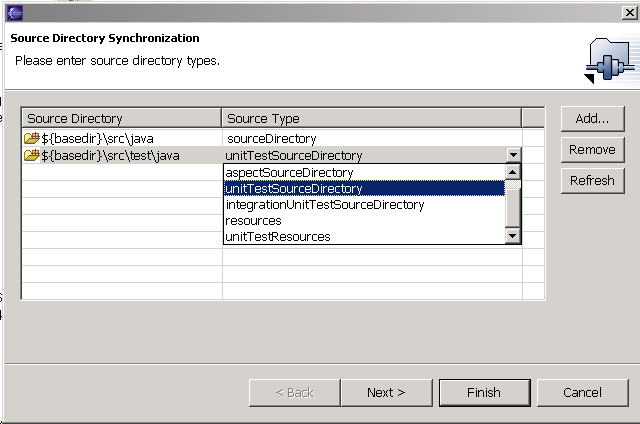 Source Directory Synchronization
Please enter source directory types.
Source Directory Source Type
${basedir}\src\java sourceDirectory
${basedir}\src\test\java unitTestSourceDirectory
aspectSourceDirectory
unitTestSourceDirectory
integrationUnitTestSourceDirectory
resources
unitTestResources
Add...
Remove
Refresh
< Back Next > Finish Cancel